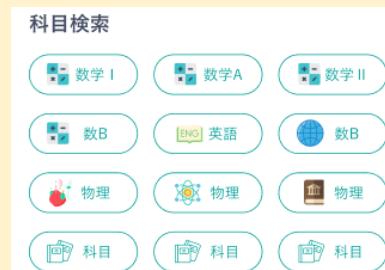 科目検索
数学Ⅰ 数学A 数学Ⅱ
数B ENG 英語 数B
物理 物理 物理
科目 科目 科目